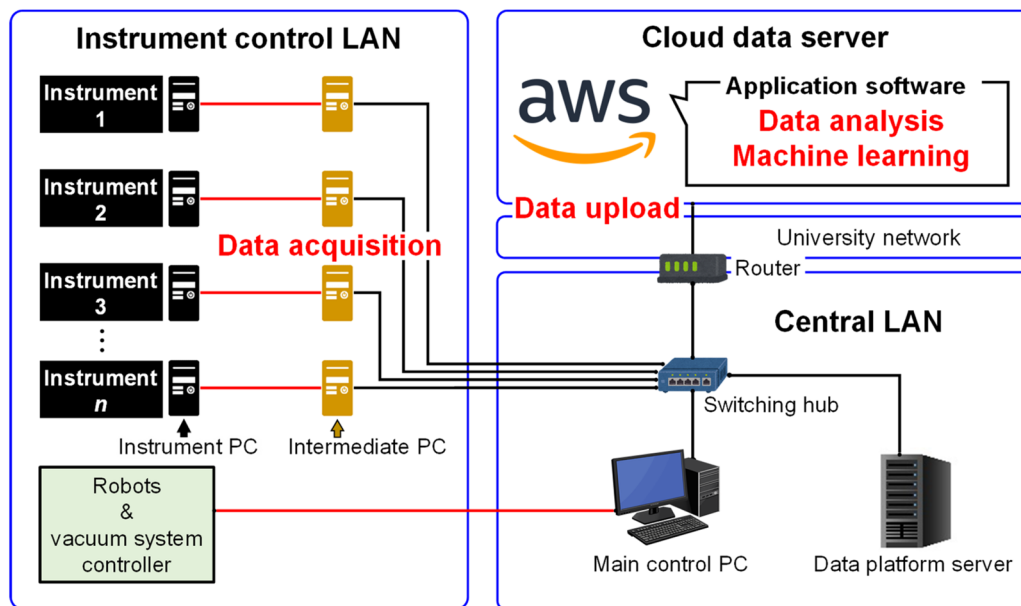 Instrument control LAN
Instrument
1
Instrument
2
Data acquisition
Instrument
3
Instrument
n
Instrument PC
Intermediate PC
Robots
&
vacuum system
controller
Cloud data server
aws
Application software
Data analysis
Machine learning
Data upload
University network
Router
Central LAN
Switching hub
Main control PC
Data platform server